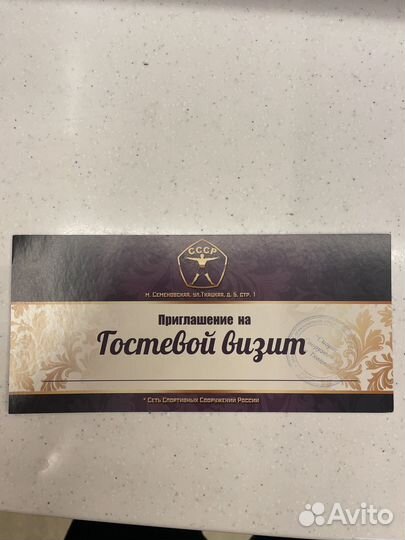 СССР
м. Семеновская, ул.Ткацкая, д. 5, стр. 1
Приглашение на
Гостевой визит
* Сеть Спортивных Сооружений России
Avito